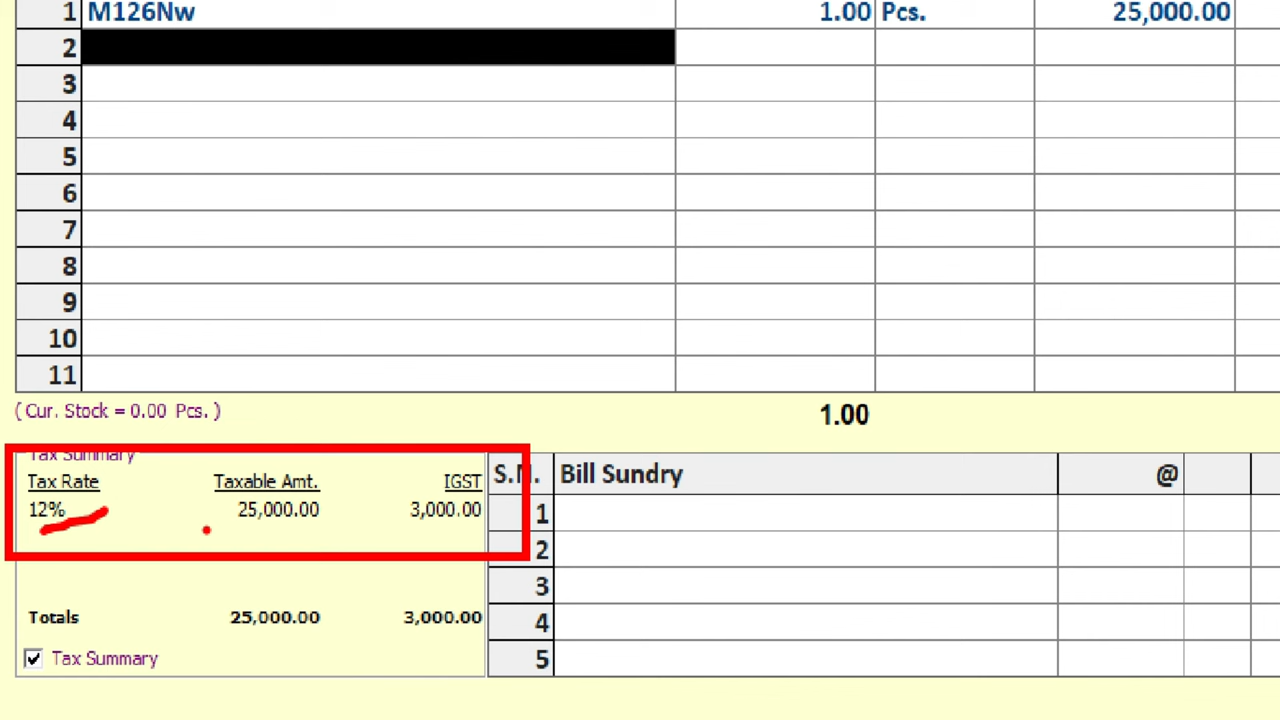 1 M126Nw 1.00 Pcs. 25,000.00
2
3
4
5
6
7
8
9
10
11
( Cur. Stock = 0.00 Pcs. ) 1.00
Tax Summary
Tax Rate Taxable Amt. IGST
12% 25,000.00 3,000.00
Totals 25,000.00 3,000.00
Tax Summary
S.N. Bill Sundry @
1
2
3
4
5